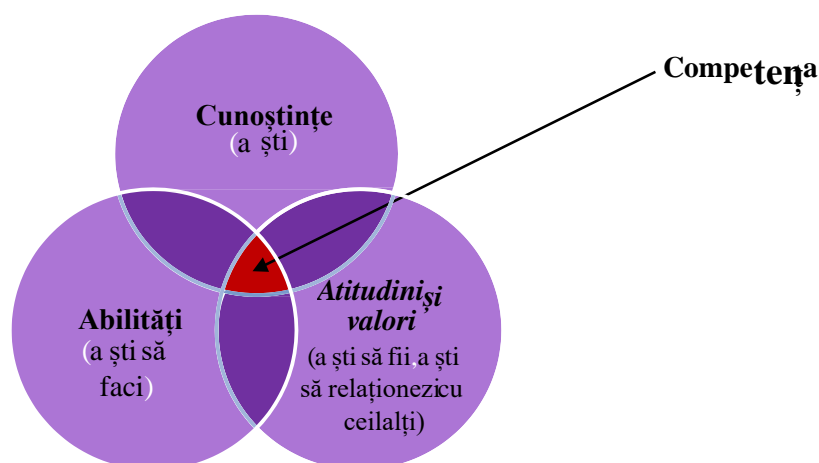 Competența
Cunoștințe
(a ști)
Atitudini și
valori
(a ști să fii, a ști
să relaționezi cu
ceilalți)
Abilități
(a ști să
faci)